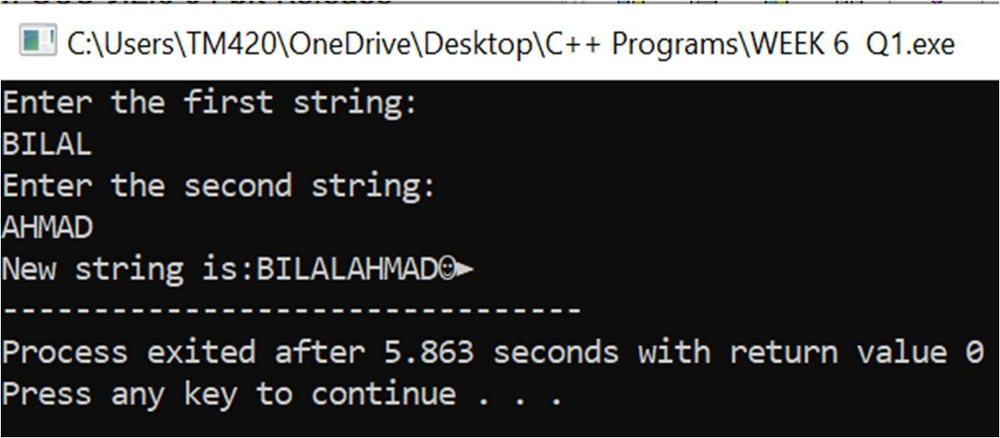 C:\Users\TM420\OneDrive\Desktop\C++ Programs\WEEK 6  Q1.exe
Enter the first string:
BILAL
Enter the second string:
AHMAD
New string is:BILALAHMAD☺►
--------------------------------
Process exited after 5.863 seconds with return value 0
Press any key to continue . . .